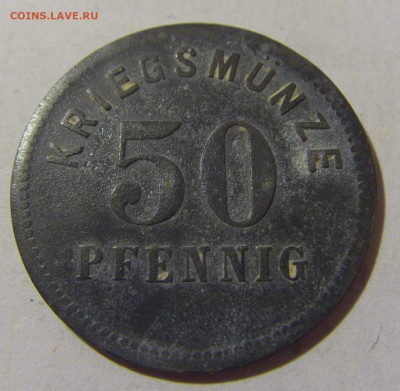 COINS.LAVE.RU
KRIEGSMÜNZE
50
PFENNIG